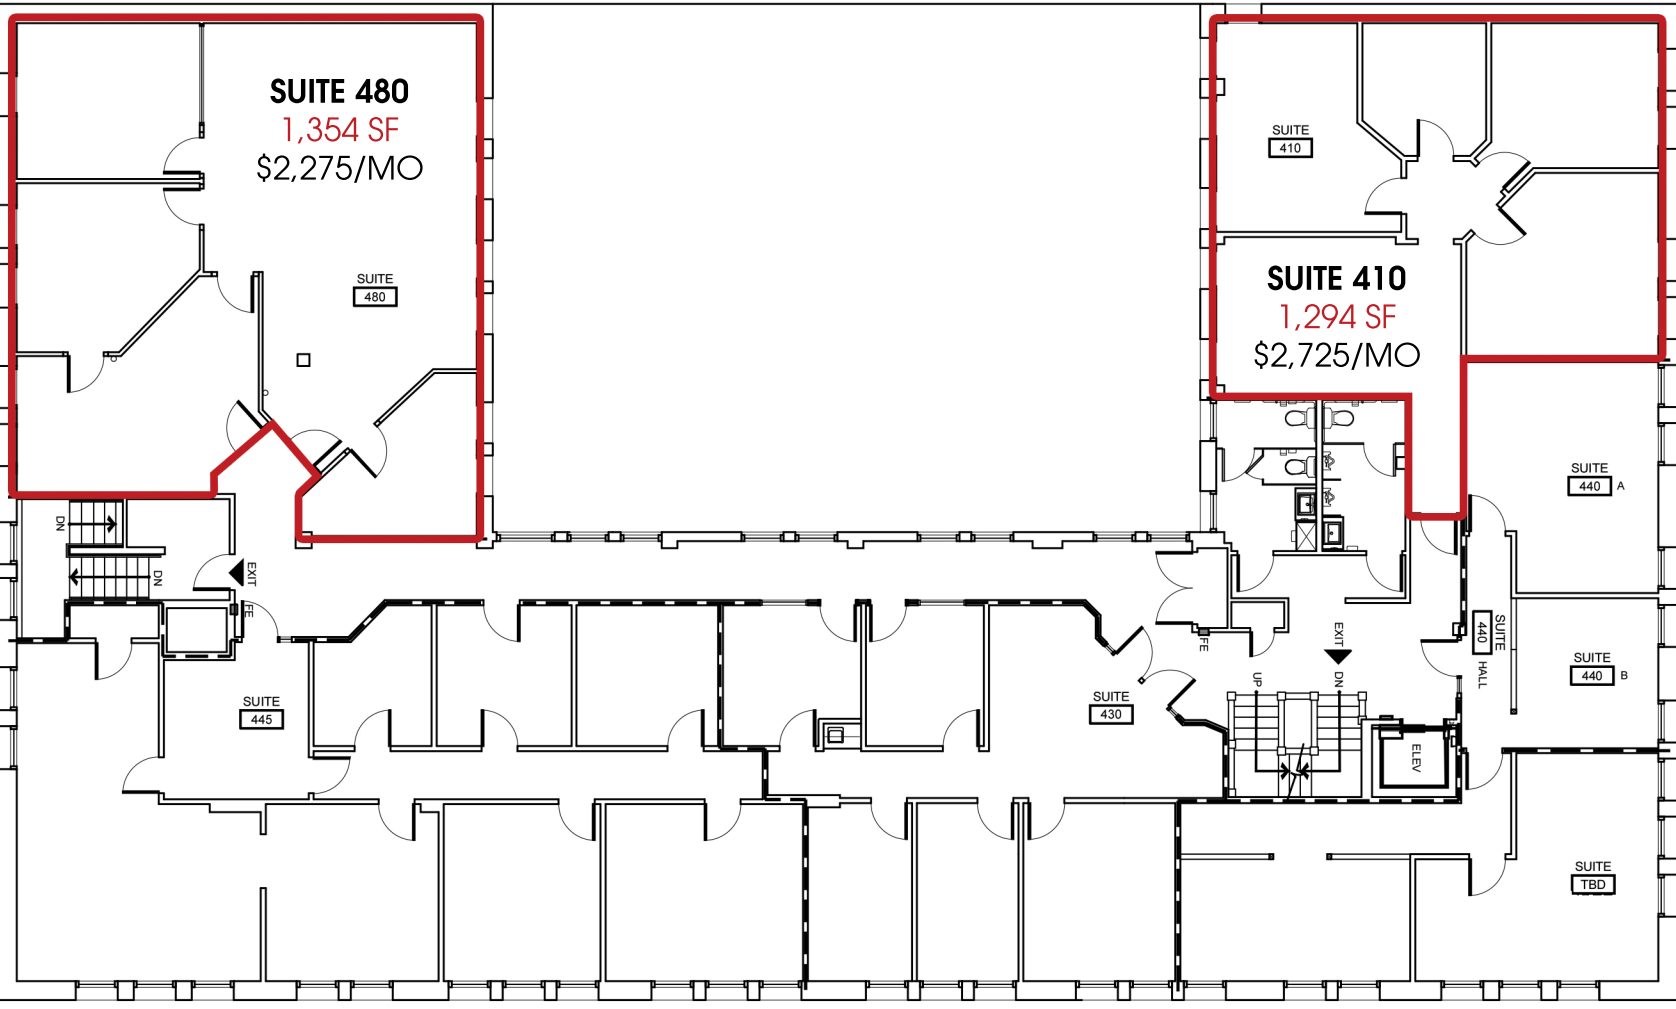 SUITE 480
1,354 SF
$2,275/MO
SUITE
480
SUITE
410
SUITE 410
1,294 SF
$2,725/MO
SUITE
440 A
DN
DN
EXIT
FE
SUITE
445
SUITE
430
FE
EXIT
UP
DN
ELEV
SUITE
440
HALL
SUITE
440 B
SUITE
TBD